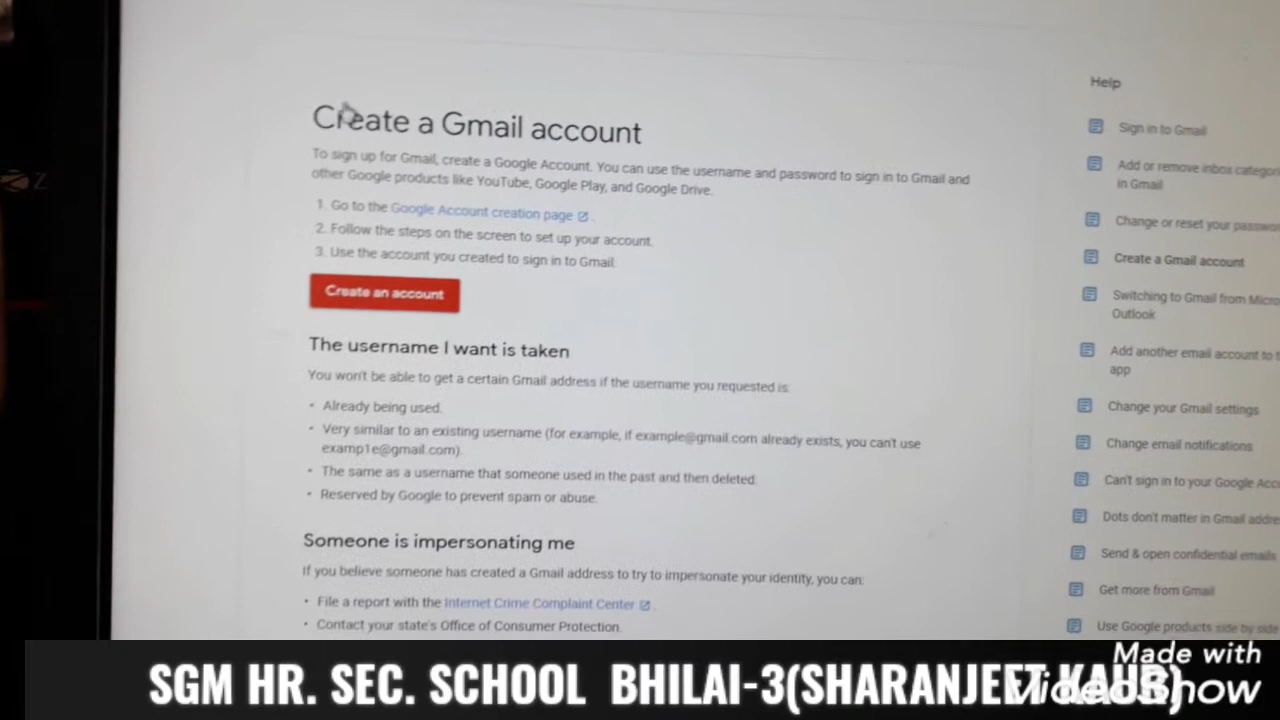 Create a Gmail account
To sign up for Gmail, create a Google Account. You can use the username and password to sign in to Gmail and
other Google products like YouTube, Google Play, and Google Drive.
1. Go to the Google Account creation page.
2. Follow the steps on the screen to set up your account.
3. Use the account you created to sign in to Gmail.
Create an account
The username I want is taken
You won't be able to get a certain Gmail address if the username you requested is:
• Already being used.
• Very similar to an existing username (for example, if example@gmail.com already exists, you can't use
examp1e@gmail.com).
• The same as a username that someone used in the past and then deleted.
• Reserved by Google to prevent spam or abuse.
Someone is impersonating me
If you believe someone has created a Gmail address to try to impersonate your identity, you can:
• File a report with the Internet Crime Complaint Center.
• Contact your state's Office of Consumer Protection.
Help
Sign in to Gmail
Add or remove inbox categor
in Gmail
Change or reset your passwo
Create a Gmail account
Switching to Gmail from Micro
Outlook
Add another email account to t
app
Change your Gmail settings
Change email notifications
Can't sign in to your Google Acc
Dots don't matter in Gmail addre
Send & open confidential emails
Get more from Gmail
Use Google products side by side
Z
SGM HR. SEC. SCHOOL BHILAI-3(SHARANJEET KAUR)
Made with
VideoShow